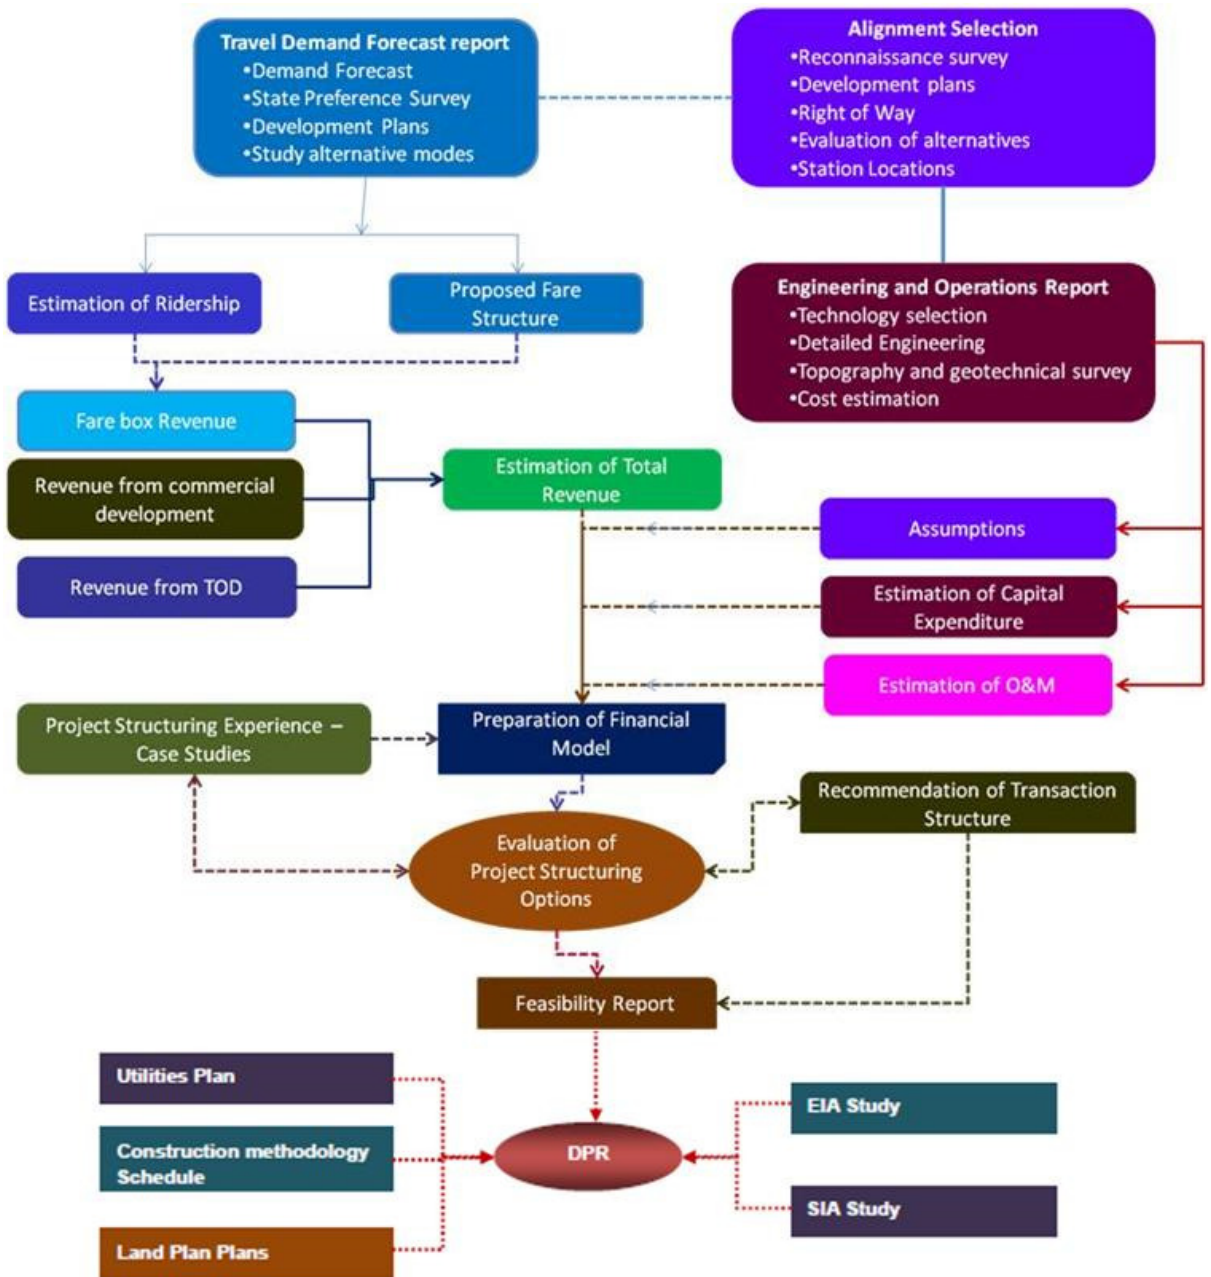 Travel Demand Forecast report
•Demand Forecast
•State Preference Survey
•Development Plans
•Study alternative modes
Alignment Selection
•Reconnaissance survey
•Development plans
•Right of Way
•Evaluation of alternatives
•Station Locations
Estimation of Ridership
Proposed Fare
Structure
Engineering and Operations Report
•Technology selection
•Detailed Engineering
•Topography and geotechnical survey
•Cost estimation
Fare box Revenue
Revenue from commercial
development
Revenue from TOD
Estimation of Total
Revenue
Assumptions
Estimation of Capital
Expenditure
Estimation of O&M
Project Structuring Experience –
Case Studies
Preparation of Financial
Model
Recommendation of Transaction
Structure
Evaluation of
Project Structuring
Options
Feasibility Report
Utilities Plan
Construction methodology
Schedule
Land Plan Plans
DPR
EIA Study
SIA Study